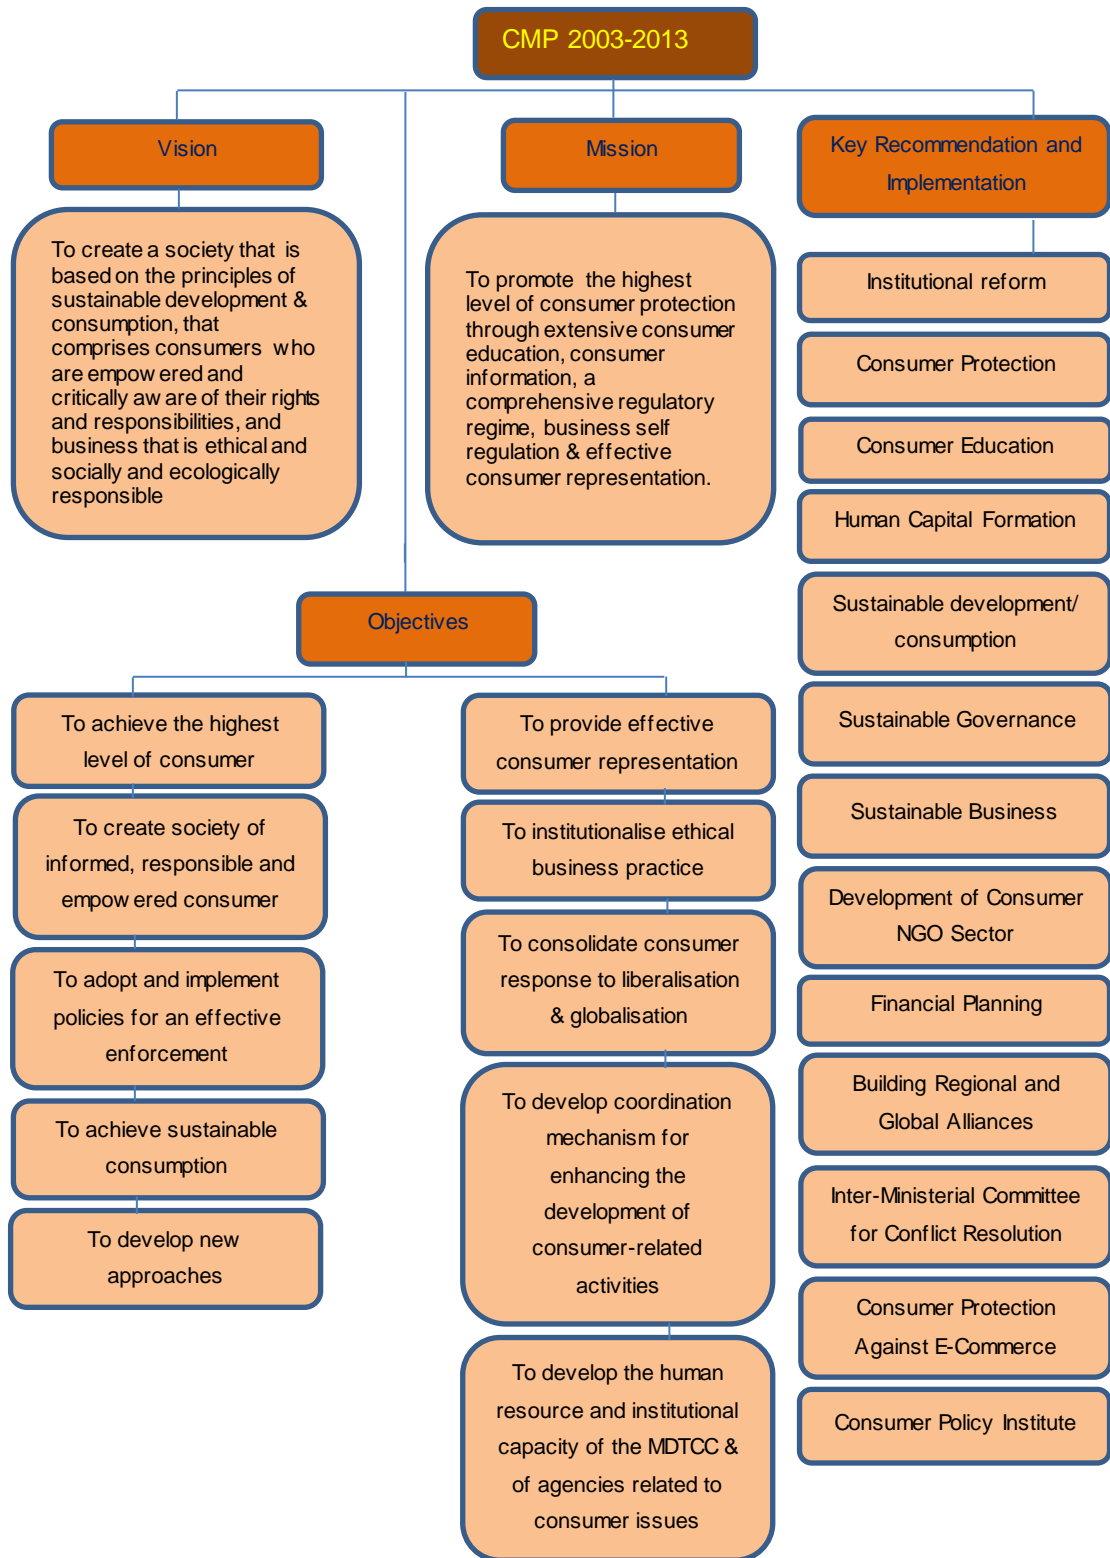 CMP 2003-2013
Vision
To create a society that is
based on the principles of
sustainable development &
consumption, that
comprises consumers who
are empowered and
critically aware of their rights
and responsibilities, and
business that is ethical and
socially and ecologically
responsible
Mission
To promote the highest
level of consumer protection
through extensive consumer
education, consumer
information, a
comprehensive regulatory
regime, business self
regulation & effective
consumer representation.
Key Recommendation and
Implementation
Institutional reform
Consumer Protection
Consumer Education
Human Capital Formation
Sustainable development/
consumption
Sustainable Governance
Sustainable Business
Development of Consumer
NGO Sector
Financial Planning
Building Regional and
Global Alliances
Inter-Ministerial Committee
for Conflict Resolution
Consumer Protection
Against E-Commerce
Consumer Policy Institute
Objectives
To achieve the highest
level of consumer
To create society of
informed, responsible and
empowered consumer
To adopt and implement
policies for an effective
enforcement
To achieve sustainable
consumption
To develop new
approaches
To provide effective
consumer representation
To institutionalise ethical
business practice
To consolidate consumer
response to liberalisation
& globalisation
To develop coordination
mechanism for
enhancing the
development of
consumer-related
activities
To develop the human
resource and institutional
capacity of the MDTCC &
of agencies related to
consumer issues